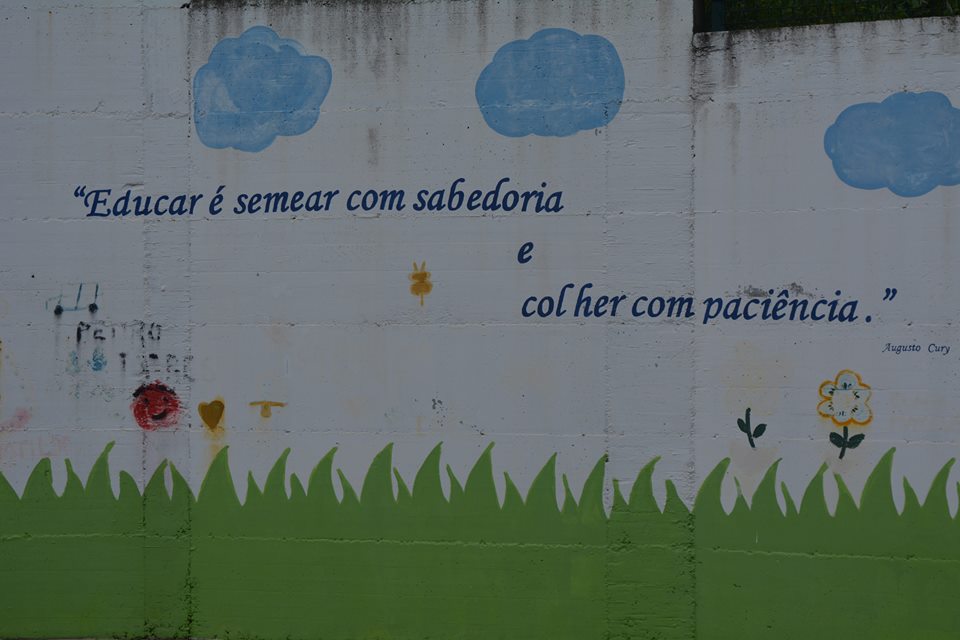 “Educar é semear com sabedoria
e
colher com paciência.”
Augusto Cury